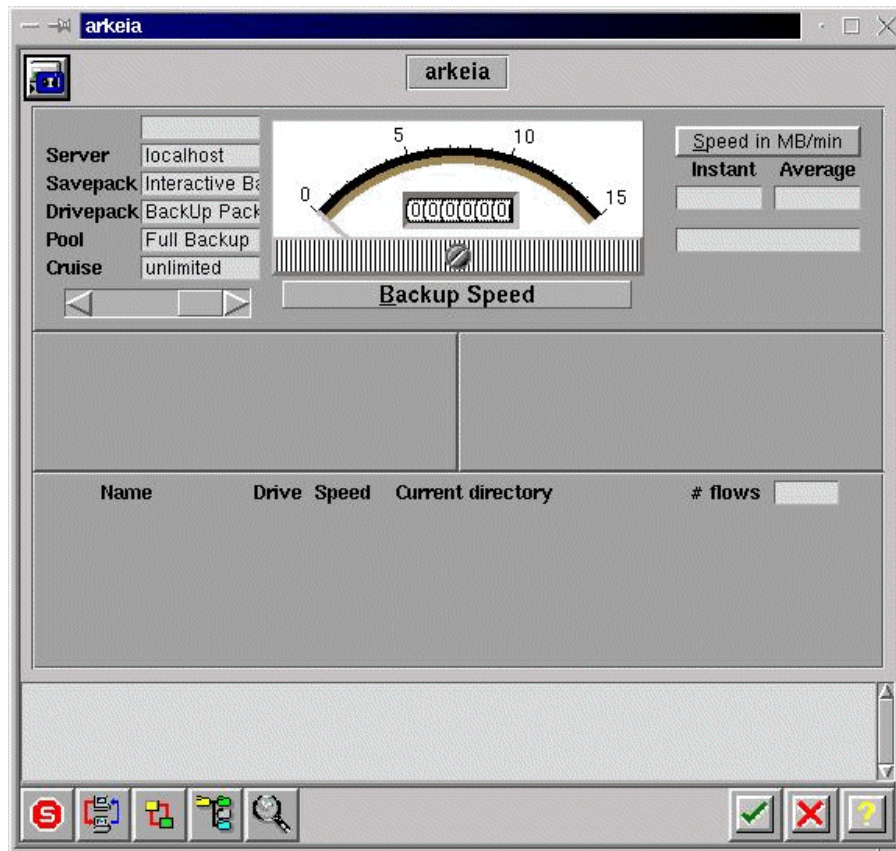 arkeia
arkeia
Server localhost
Savepack Interactive Ba
Drivepack BackUp Pack
Pool Full Backup
Cruise unlimited
0 5 10 15
000000
Backup Speed
Speed in MB/min
Instant Average
Name Drive Speed Current directory # flows
S
?